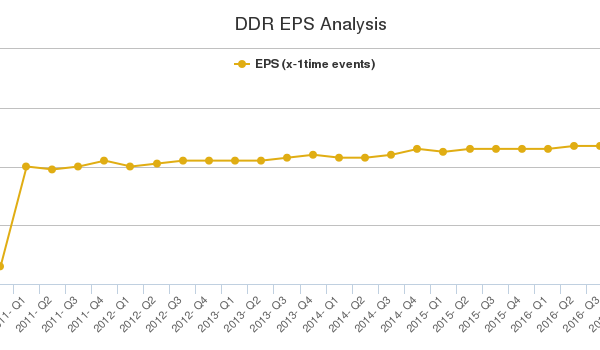 DDR EPS Analysis
EPS (x-1time events)
2011- Q2
2011- Q3
2011- Q4
2012- Q1
2012- Q2
2012- Q3
2012- Q4
2013- Q1
2013- Q2
2013- Q3
2013- Q4
2014- Q1
2014- Q2
2014- Q3
2014- Q4
2015- Q1
2015- Q2
2015- Q3
2015- Q4
2016- Q1
2016- Q2
2016- Q3